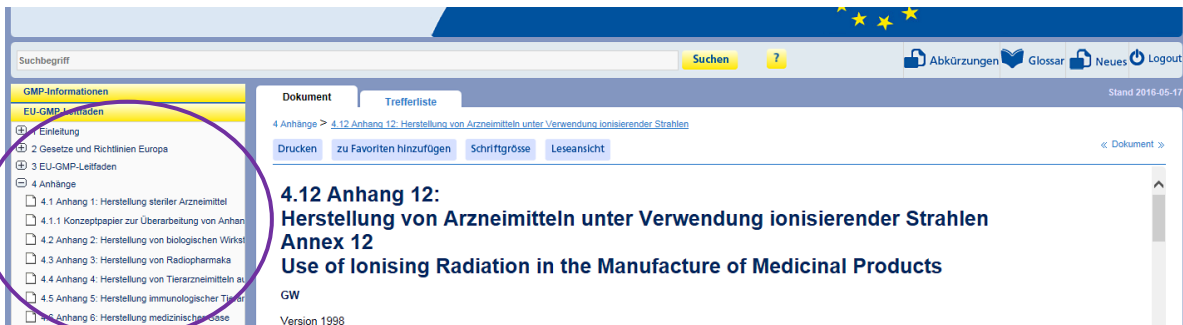 Suchbegriff
Suchen
?
Abkürzungen
Glossar
Neues
Logout
GMP-Informationen
EU-GMP-Leitfaden
1 Einleitung
2 Gesetze und Richtlinien Europa
3 EU-GMP-Leitfaden
4 Anhänge
4.1 Anhang 1: Herstellung steriler Arzneimittel
4.1.1 Konzeptpapier zur Überarbeitung von Anhan
4.2 Anhang 2: Herstellung von biologischen Wirkst
4.3 Anhang 3: Herstellung von Radiopharmaka
4.4 Anhang 4: Herstellung von Tierarzneimitteln au
4.5 Anhang 5: Herstellung immunologischer Tierar
4.6 Anhang 6: Herstellung medizinischer Gase
Dokument
Trefferliste
Stand 2016-05-17
4 Anhänge > 4.12 Anhang 12: Herstellung von Arzneimitteln unter Verwendung ionisierender Strahlen
Drucken
zu Favoriten hinzufügen
Schriftgrösse
Leseansicht
« Dokument »
4.12 Anhang 12:
Herstellung von Arzneimitteln unter Verwendung ionisierender Strahlen
Annex 12
Use of Ionising Radiation in the Manufacture of Medicinal Products
GW
Version 1998